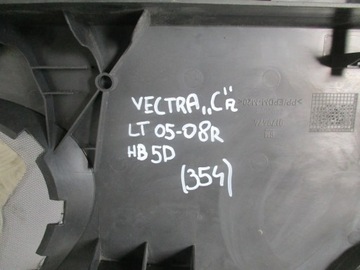 VECTRA „C"R
LT 05-08R
HB 5D
(354)